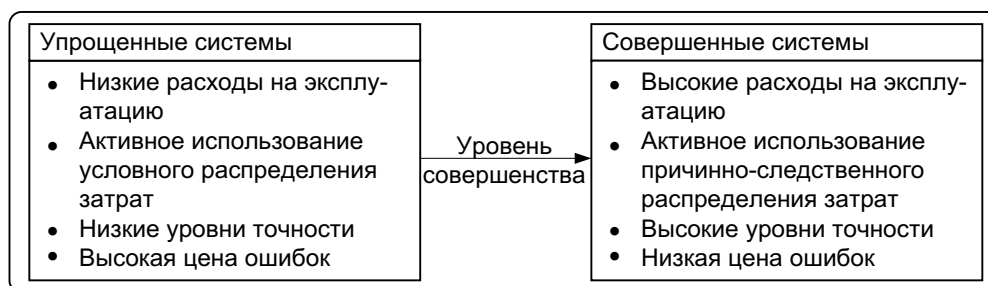 Упрощенные системы
• Низкие расходы на эксплу-
атацию
• Активное использование
условного распределения
затрат
• Низкие уровни точности
• Высокая цена ошибок
Уровень
совершенства
Совершенные системы
• Высокие расходы на эксплу-
атацию
• Активное использование
причинно-следственного
распределения затрат
• Высокие уровни точности
• Низкая цена ошибок